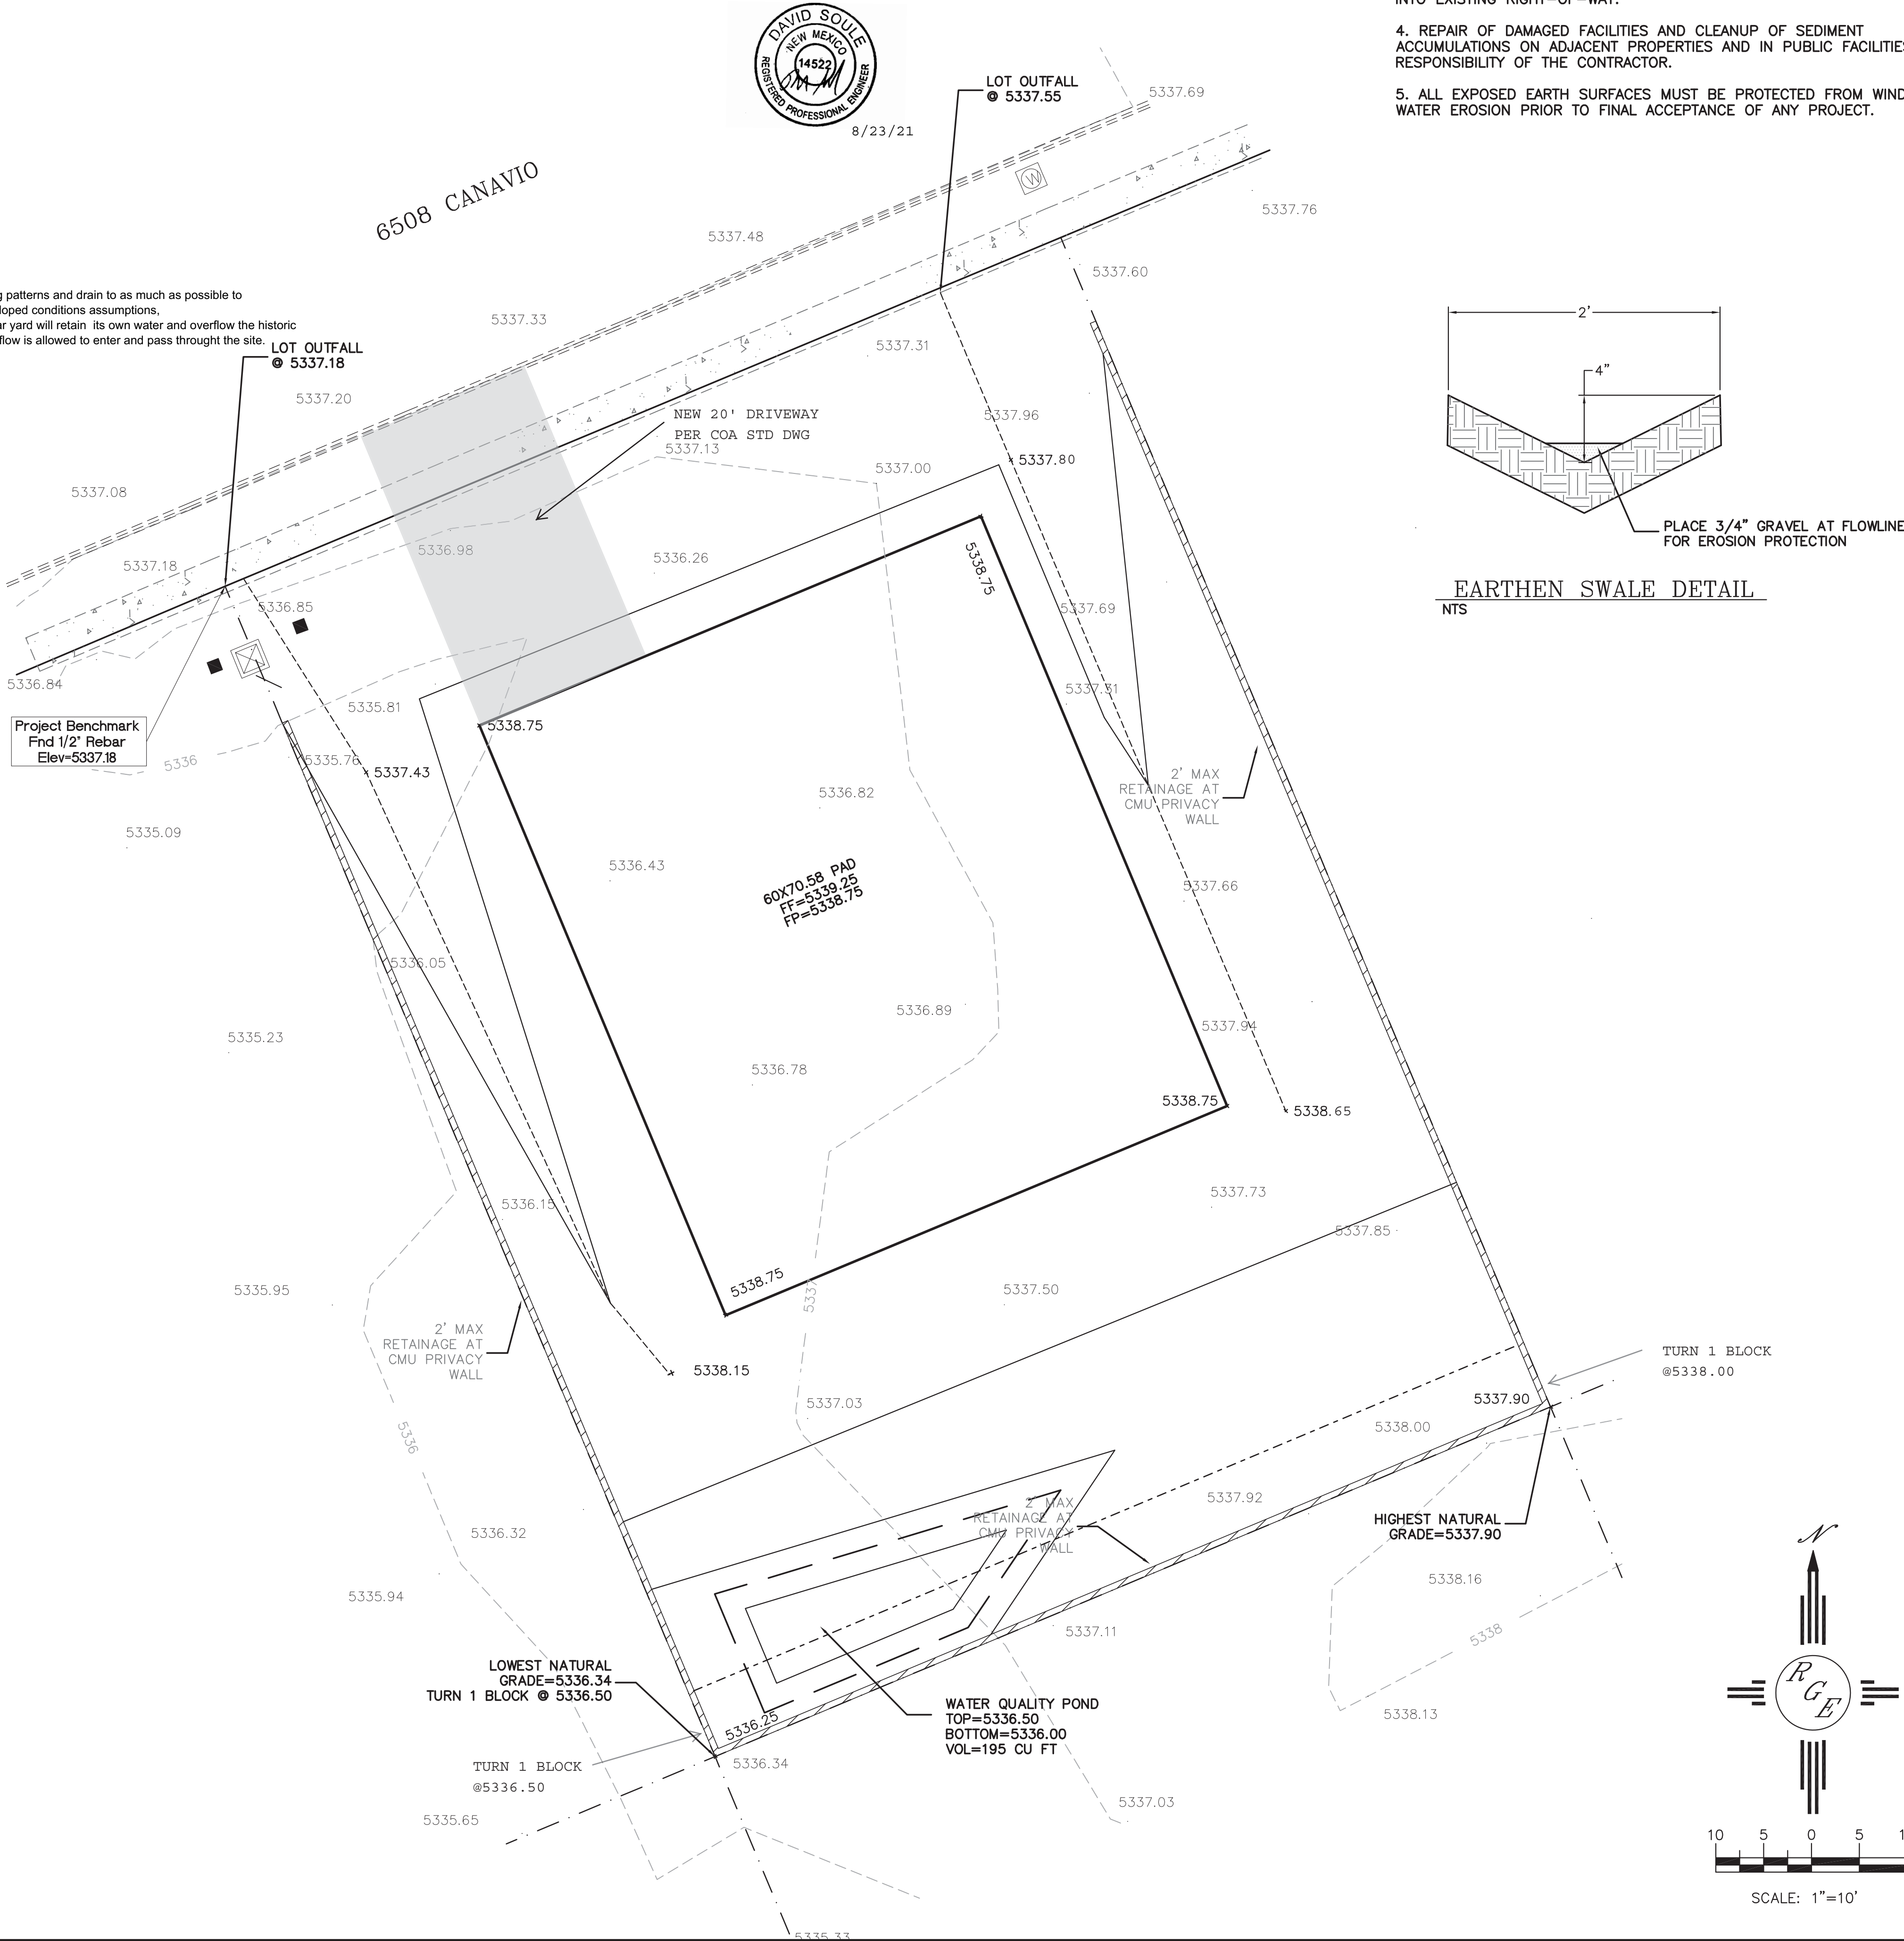 INTO EXISTING RIGHT-OF-WAY.
4. REPAIR OF DAMAGED FACILITIES AND CLEANUP OF SEDIMENT
ACCUMULATIONS ON ADJACENT PROPERTIES AND IN PUBLIC FACILITIE
RESPONSIBILITY OF THE CONTRACTOR.
5. ALL EXPOSED EARTH SURFACES MUST BE PROTECTED FROM WIND
WATER EROSION PRIOR TO FINAL ACCEPTANCE OF ANY PROJECT.
DAVID SOULE
NEW MEXICO
14522
REGISTERED PROFESSIONAL ENGINEER
8/23/21
LOT OUTFALL
@ 5337.55
5337.69
W
6508 CANAVIO
5337.48
5337.76
5337.60
g patterns and drain to as much as possible to
loped conditions assumptions,
ar yard will retain its own water and overflow the historic
flow is allowed to enter and pass throught the site.
LOT OUTFALL
@ 5337.18
5337.33
5337.31
5337.20
NEW 20' DRIVEWAY
PER COA STD DWG
5337.13
5337.96
5337.00
5337.80
2'
4"
PLACE 3/4" GRAVEL AT FLOWLINE
FOR EROSION PROTECTION
EARTHEN SWALE DETAIL
NTS
5337.08
5337.18
5336.98
5336.26
5338.75
5336.85
5337.69
5336.84
5335.81
5337.31
Project Benchmark
Fnd 1/2" Rebar
Elev=5337.18
5338.75
5336
5335.76
5337.43
2' MAX
RETAINAGE AT
CMU PRIVACY
WALL
5336.82
5335.09
5336.43
60X70.58 PAD
FF=5339.25
FP=5338.75
5337.66
5336.05
5336.89
5337.94
5335.23
5336.78
5338.75
5338.65
5336.15
5337.73
5337.85
5338.75
5337
5337.50
5335.95
2' MAX
RETAINAGE AT
CMU PRIVACY
WALL
5338.15
TURN 1 BLOCK
@5338.00
5337.90
5337.03
5338.00
5336
5337.92
2' MAX
RETAINAGE AT
CMU PRIVACY
WALL
HIGHEST NATURAL
GRADE=5337.90
5336.32
5335.94
5338.16
5337.11
5338
LOWEST NATURAL
GRADE=5336.34
TURN 1 BLOCK @ 5336.50
WATER QUALITY POND
TOP=5336.50
BOTTOM=5336.00
VOL=195 CU FT
5336.25
5338.13
TURN 1 BLOCK
@5336.50
5336.34
5335.65
5337.03
5335.33
N
RGE
10 5 0 5 1
SCALE: 1"=10'